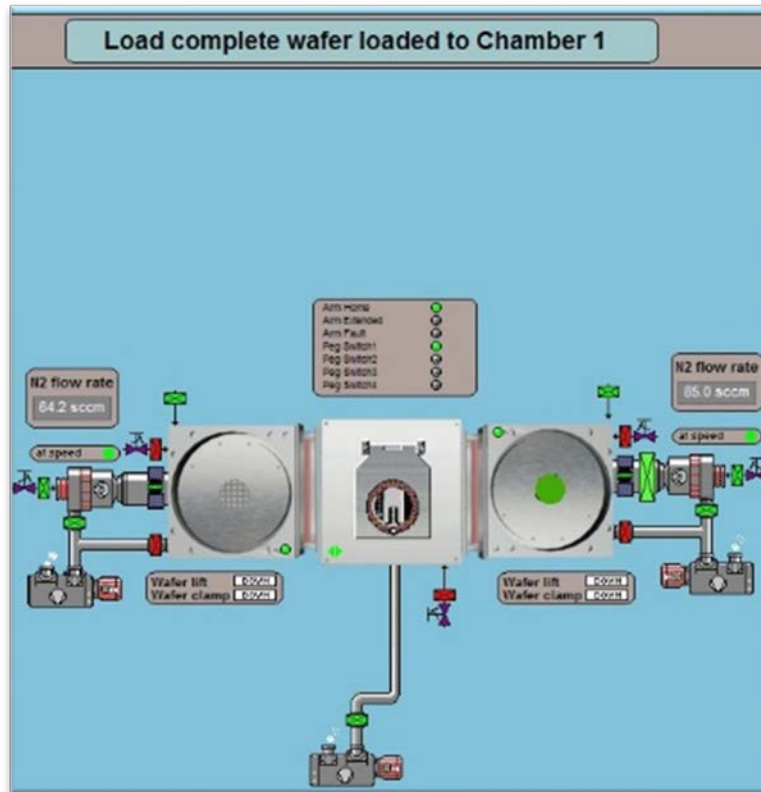 Load complete wafer loaded to Chamber 1
Arm Home
Arm Extended
Arm Fault
Peg Switch1
Peg Switch2
Peg Switch3
Peg Switch4
N2 flow rate
64.2 sccm
at speed
N2 flow rate
65.0 sccm
at speed
Wafer lift DOWN
Wafer clamp DOWN
Wafer lift DOWN
Wafer clamp DOWN